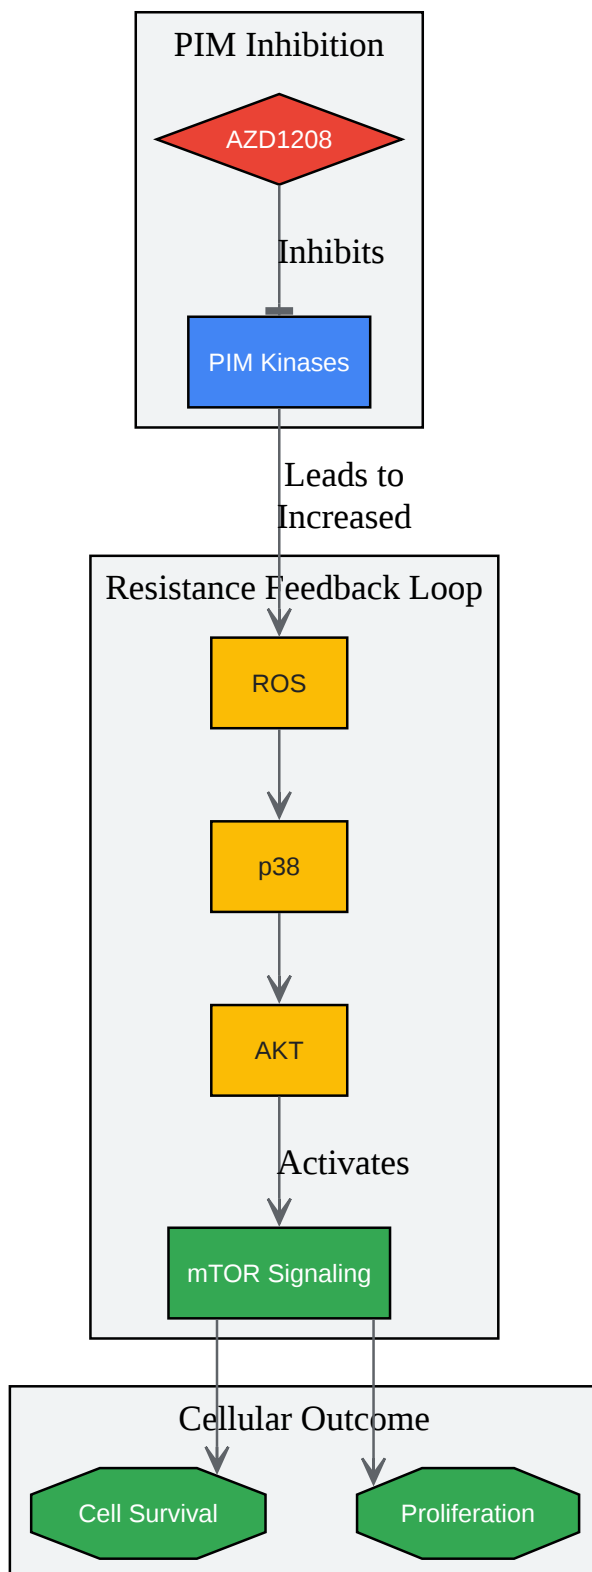 PIM Inhibition
AZD1208
Inhibits
PIM Kinases
Leads to
Increased
Resistance Feedback Loop
ROS
p38
AKT
Activates
mTOR Signaling
Cellular Outcome
Cell Survival
Proliferation